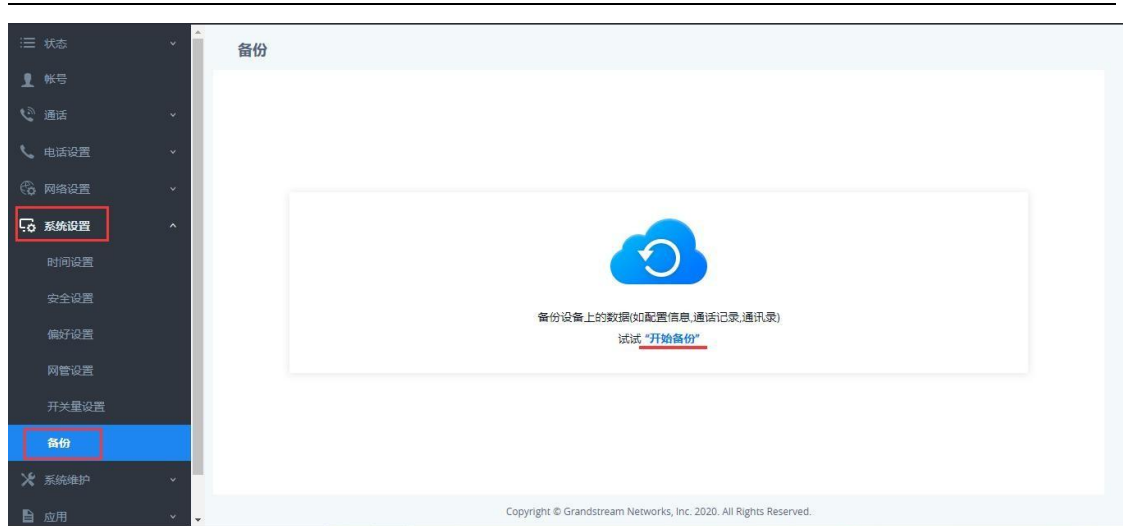 状态
帐号
通话
电话设置
网络设置
系统设置
时间设置
安全设置
偏好设置
网管设置
开关量设置
备份
系统维护
应用
备份
备份设备上的数据(如配置信息,通话记录,通讯录)
试试 "开始备份"
Copyright © Grandstream Networks, Inc. 2020. All Rights Reserved.